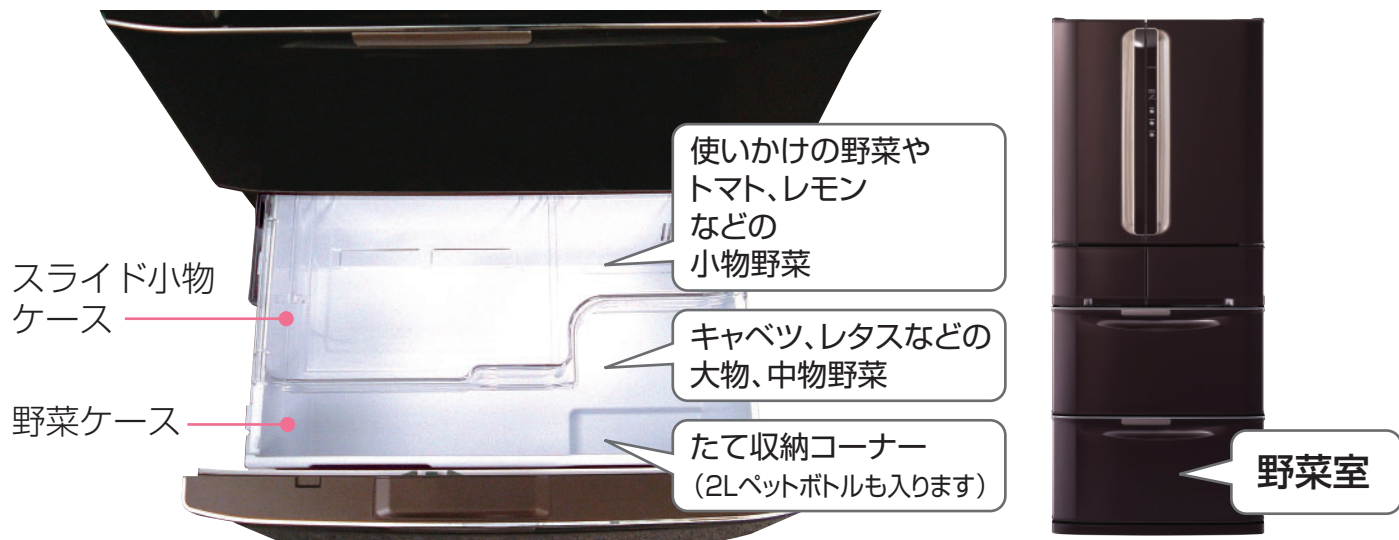 スライド小物
ケース
野菜ケース
使いかけの野菜や
トマト、レモン
などの
小物野菜
キャベツ、レタスなどの
大物、中物野菜
たて収納コーナー
（2Lペットボトルも入ります）
野菜室